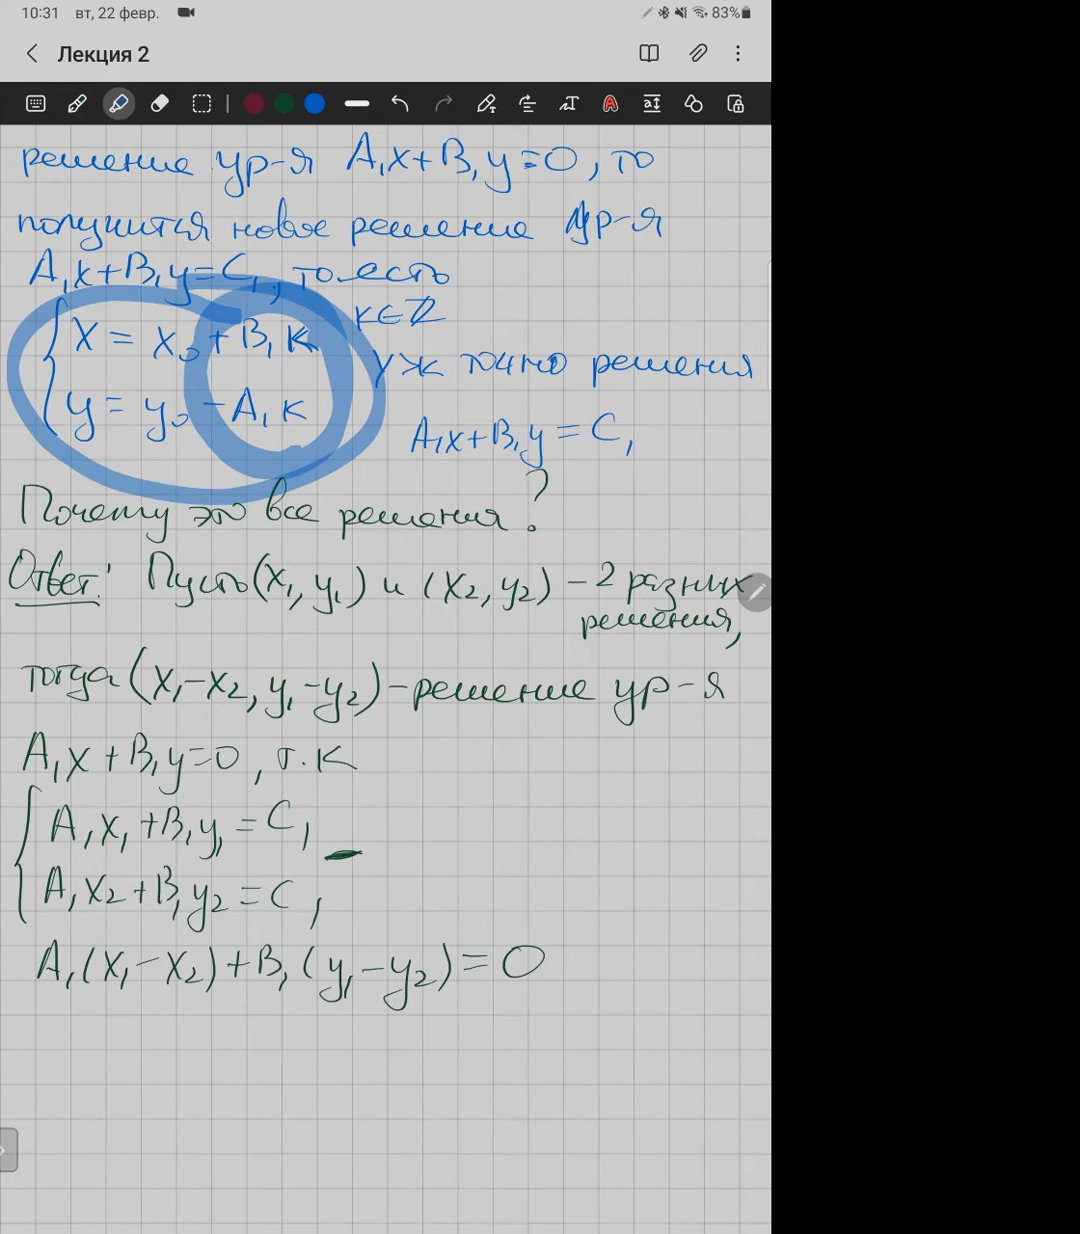 10:31 вт, 22 февр. 83%
Лекция 2
решение ур-я A₁x+B₁y=0, то
получится новое решение ур-я
A₁x+B₁y=C₁, то есть
x = x₀ + B₁k k∈ℤ
уж точно решения
y = y₀ - A₁k
A₁x+B₁y = C₁
Почему это все решения?
Ответ: Пусть (x₁, y₁) и (x₂, y₂) - 2 разных
решения,
тогда (x₁-x₂, y₁-y₂) - решение ур-я
A₁x + B₁y=0, т.к
A₁x₁+B₁y₁ = C₁
-
A₁x₂+B₁y₂ = C₁
A₁(x₁-x₂)+B₁(y₁-y₂)=0